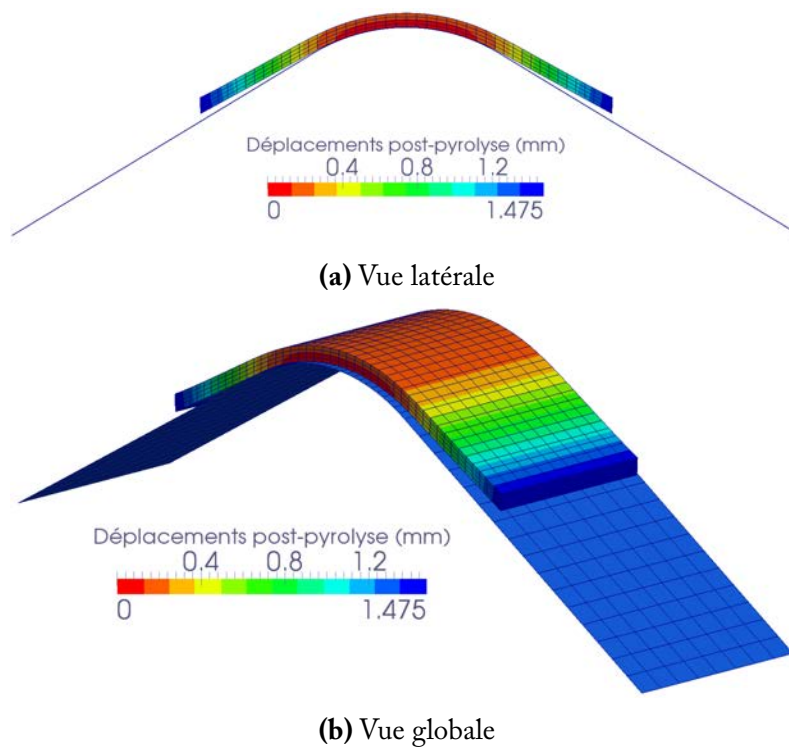 Déplacements post-pyrolyse (mm)
0.4 0.8 1.2
0 1.475
(a) Vue latérale
Déplacements post-pyrolyse (mm)
0.4 0.8 1.2
0 1.475
(b) Vue globale